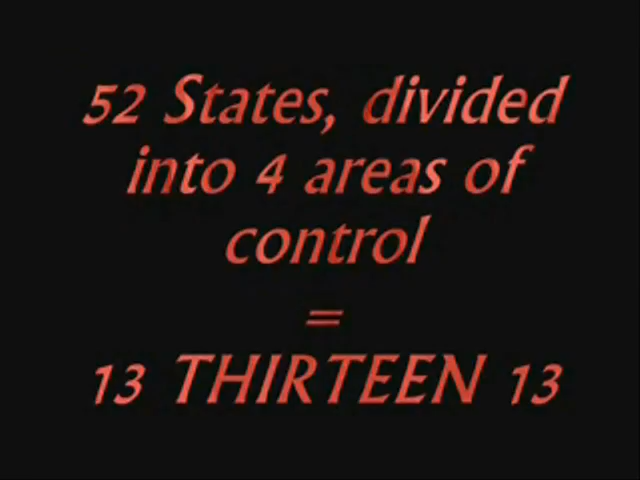 52 States, divided
into 4 areas of
control
=
13 THIRTEEN 13